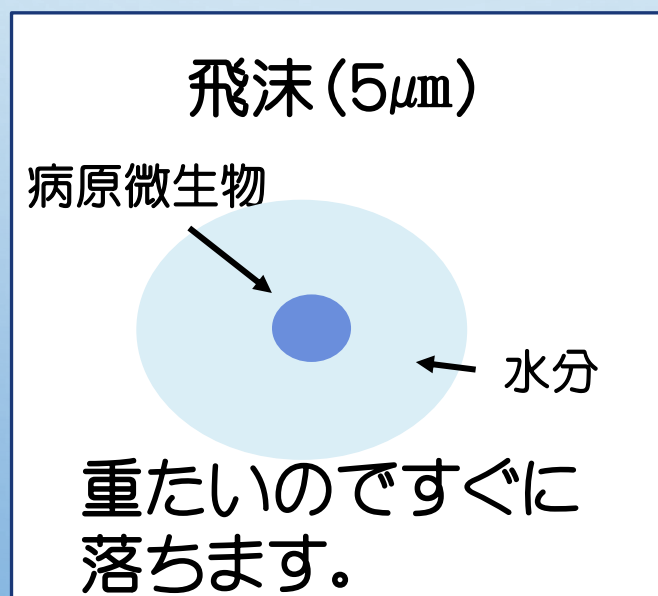 飛沫(5μm)
病原微生物
水分
重たいのですぐに
落ちます。